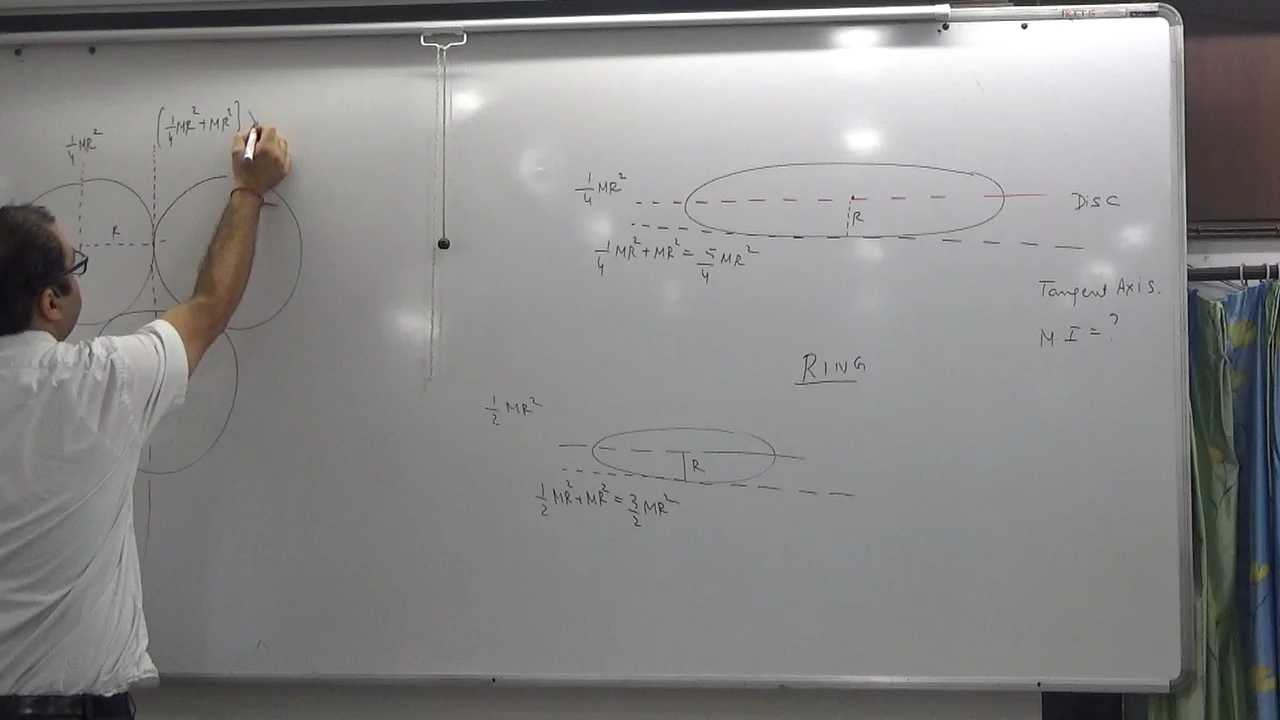 1/4 MR²
[1/4 MR² + MR²] ×
R
1/4 MR²
R
Disc
1/4 MR² + MR² = 5/4 MR²
Tangent Axis.
M.I = ?
RING
1/2 MR²
R
1/2 MR² + MR² = 3/2 MR²